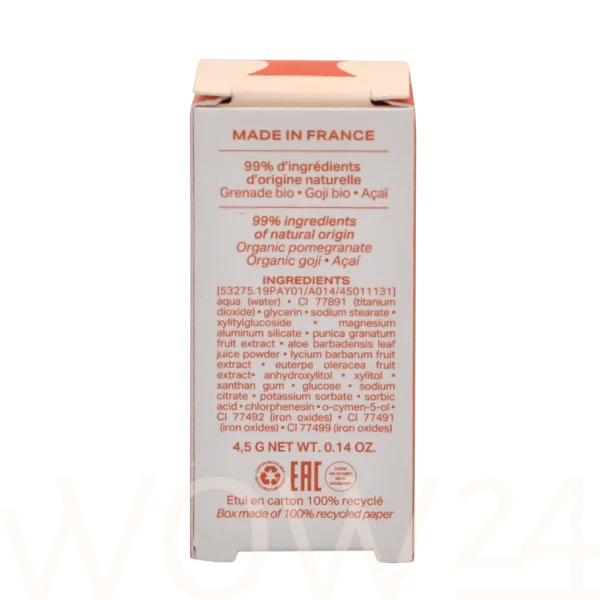 MADE IN FRANCE
99% d'ingrédients
d'origine naturelle
Grenade bio • Goji bio • Açaï
99% ingredients
of natural origin
Organic pomegranate
Organic goji • Açaí
INGREDIENTS
[53275.19PAY01/A014/45011131]
aqua (water) • CI 77891 (titanium
dioxide) • glycerin • sodium stearate •
xylitylglucoside • magnesium
aluminum silicate • punica granatum
fruit extract • aloe barbadensis leaf
juice powder • lycium barbarum fruit
extract • euterpe oleracea fruit
extract• anhydroxylitol • xylitol •
xanthan gum • glucose • sodium
citrate • potassium sorbate • sorbic
acid • chlorphenesin • o-cymen-5-ol •
CI 77492 (iron oxides) • CI 77491
(iron oxides) • CI 77499 (iron oxides)
4,5 G NET WT. 0.14 OZ.
EAC
Etui en carton 100% recyclé
Box made of 100% recycled paper
WOW24